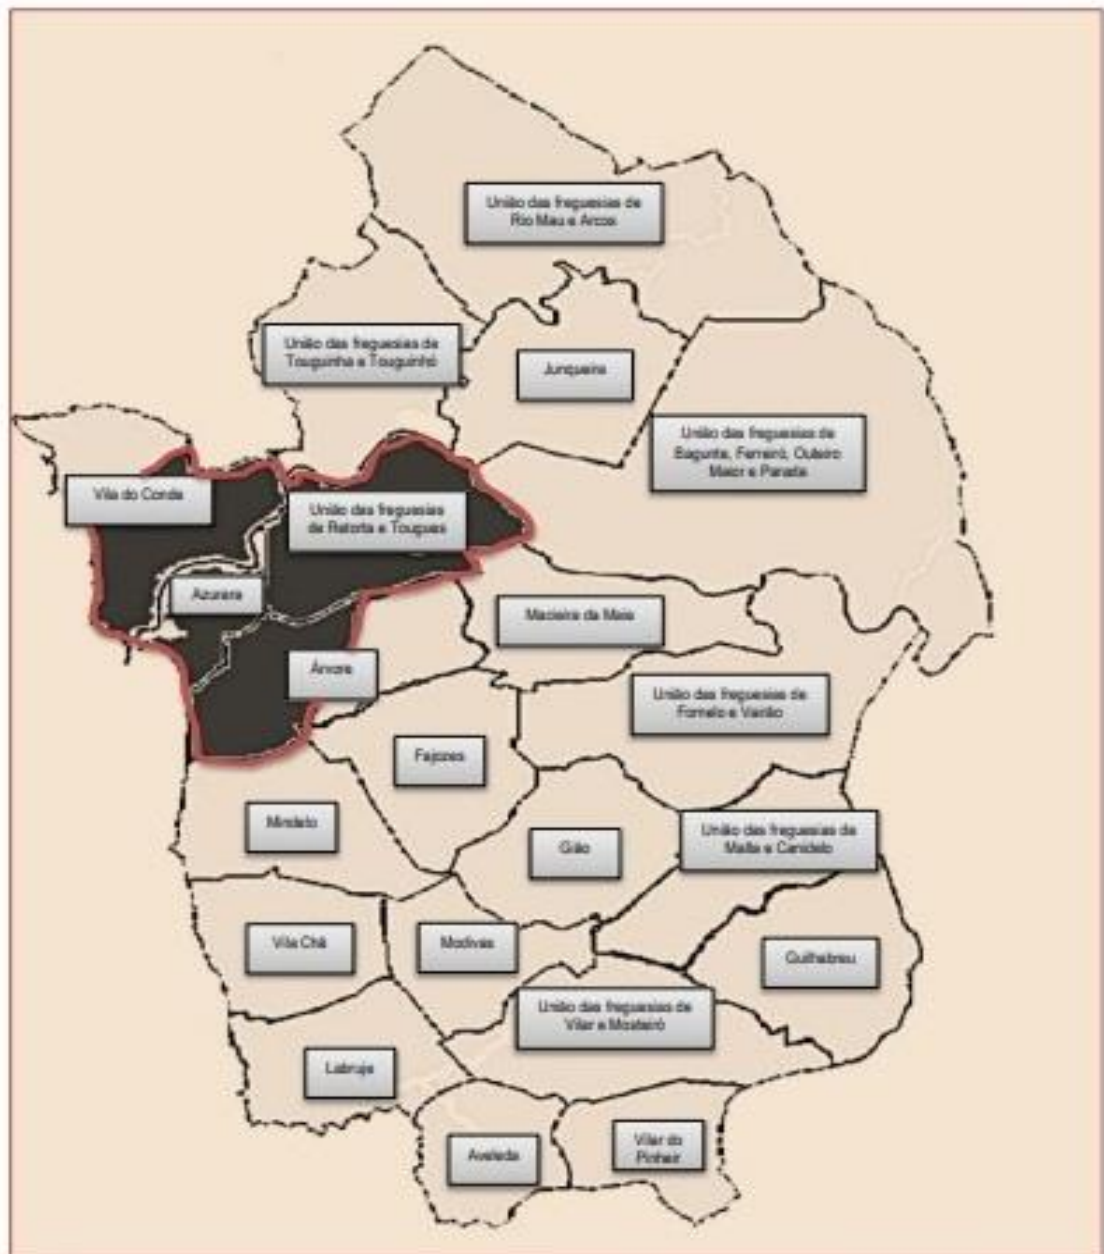 União das freguesias de
Rio Mau e Arcos
União das freguesias de
Touguinha e Touguinhó
Junqueira
União das freguesias de
Bagunte, Ferreiró, Outeiro
Maior e Parada
Vila do Conde
União das freguesias
de Retorta e Tougues
Azurara
Macieira da Maia
Árvore
União das freguesias de
Fornelo e Vairão
Fajozes
Mindelo
Gião
União das freguesias de
Malta e Canidelo
Vila Chã
Modivas
Guilhabreu
União das freguesias de
Vilar e Mosteiró
Labruje
Aveleda
Vilar do
Pinheir